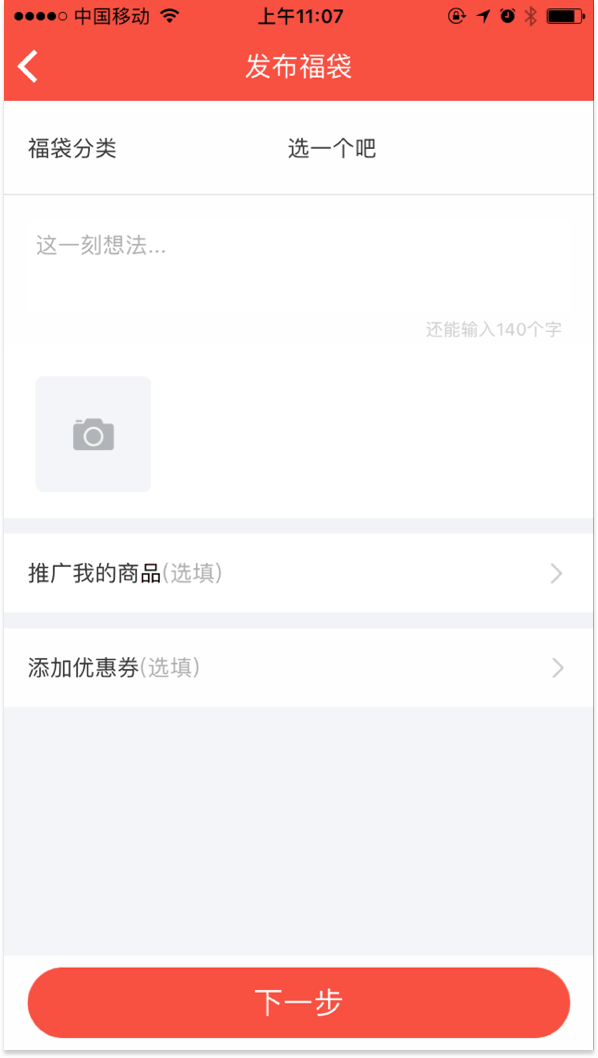 中国移动 上午11:07
发布福袋
福袋分类 选一个吧
这一刻想法...
还能输入140个字
推广我的商品(选填)
添加优惠券(选填)
下一步